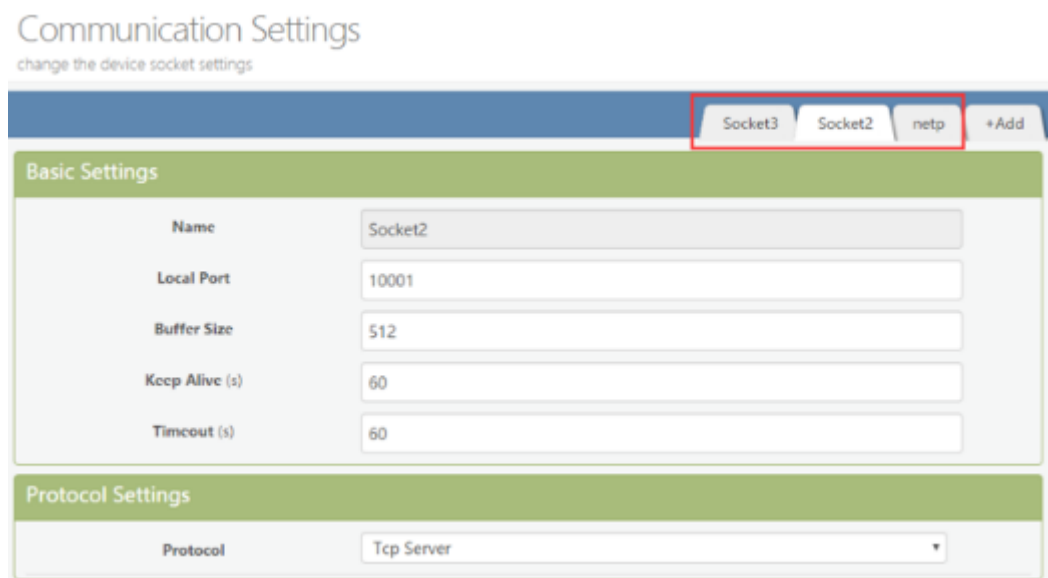 Communication Settings
change the device socket settings
Socket3 Socket2 netp +Add
Basic Settings
Name Socket2
Local Port 10001
Buffer Size 512
Keep Alive (s) 60
Timeout (s) 60
Protocol Settings
Protocol Tcp Server